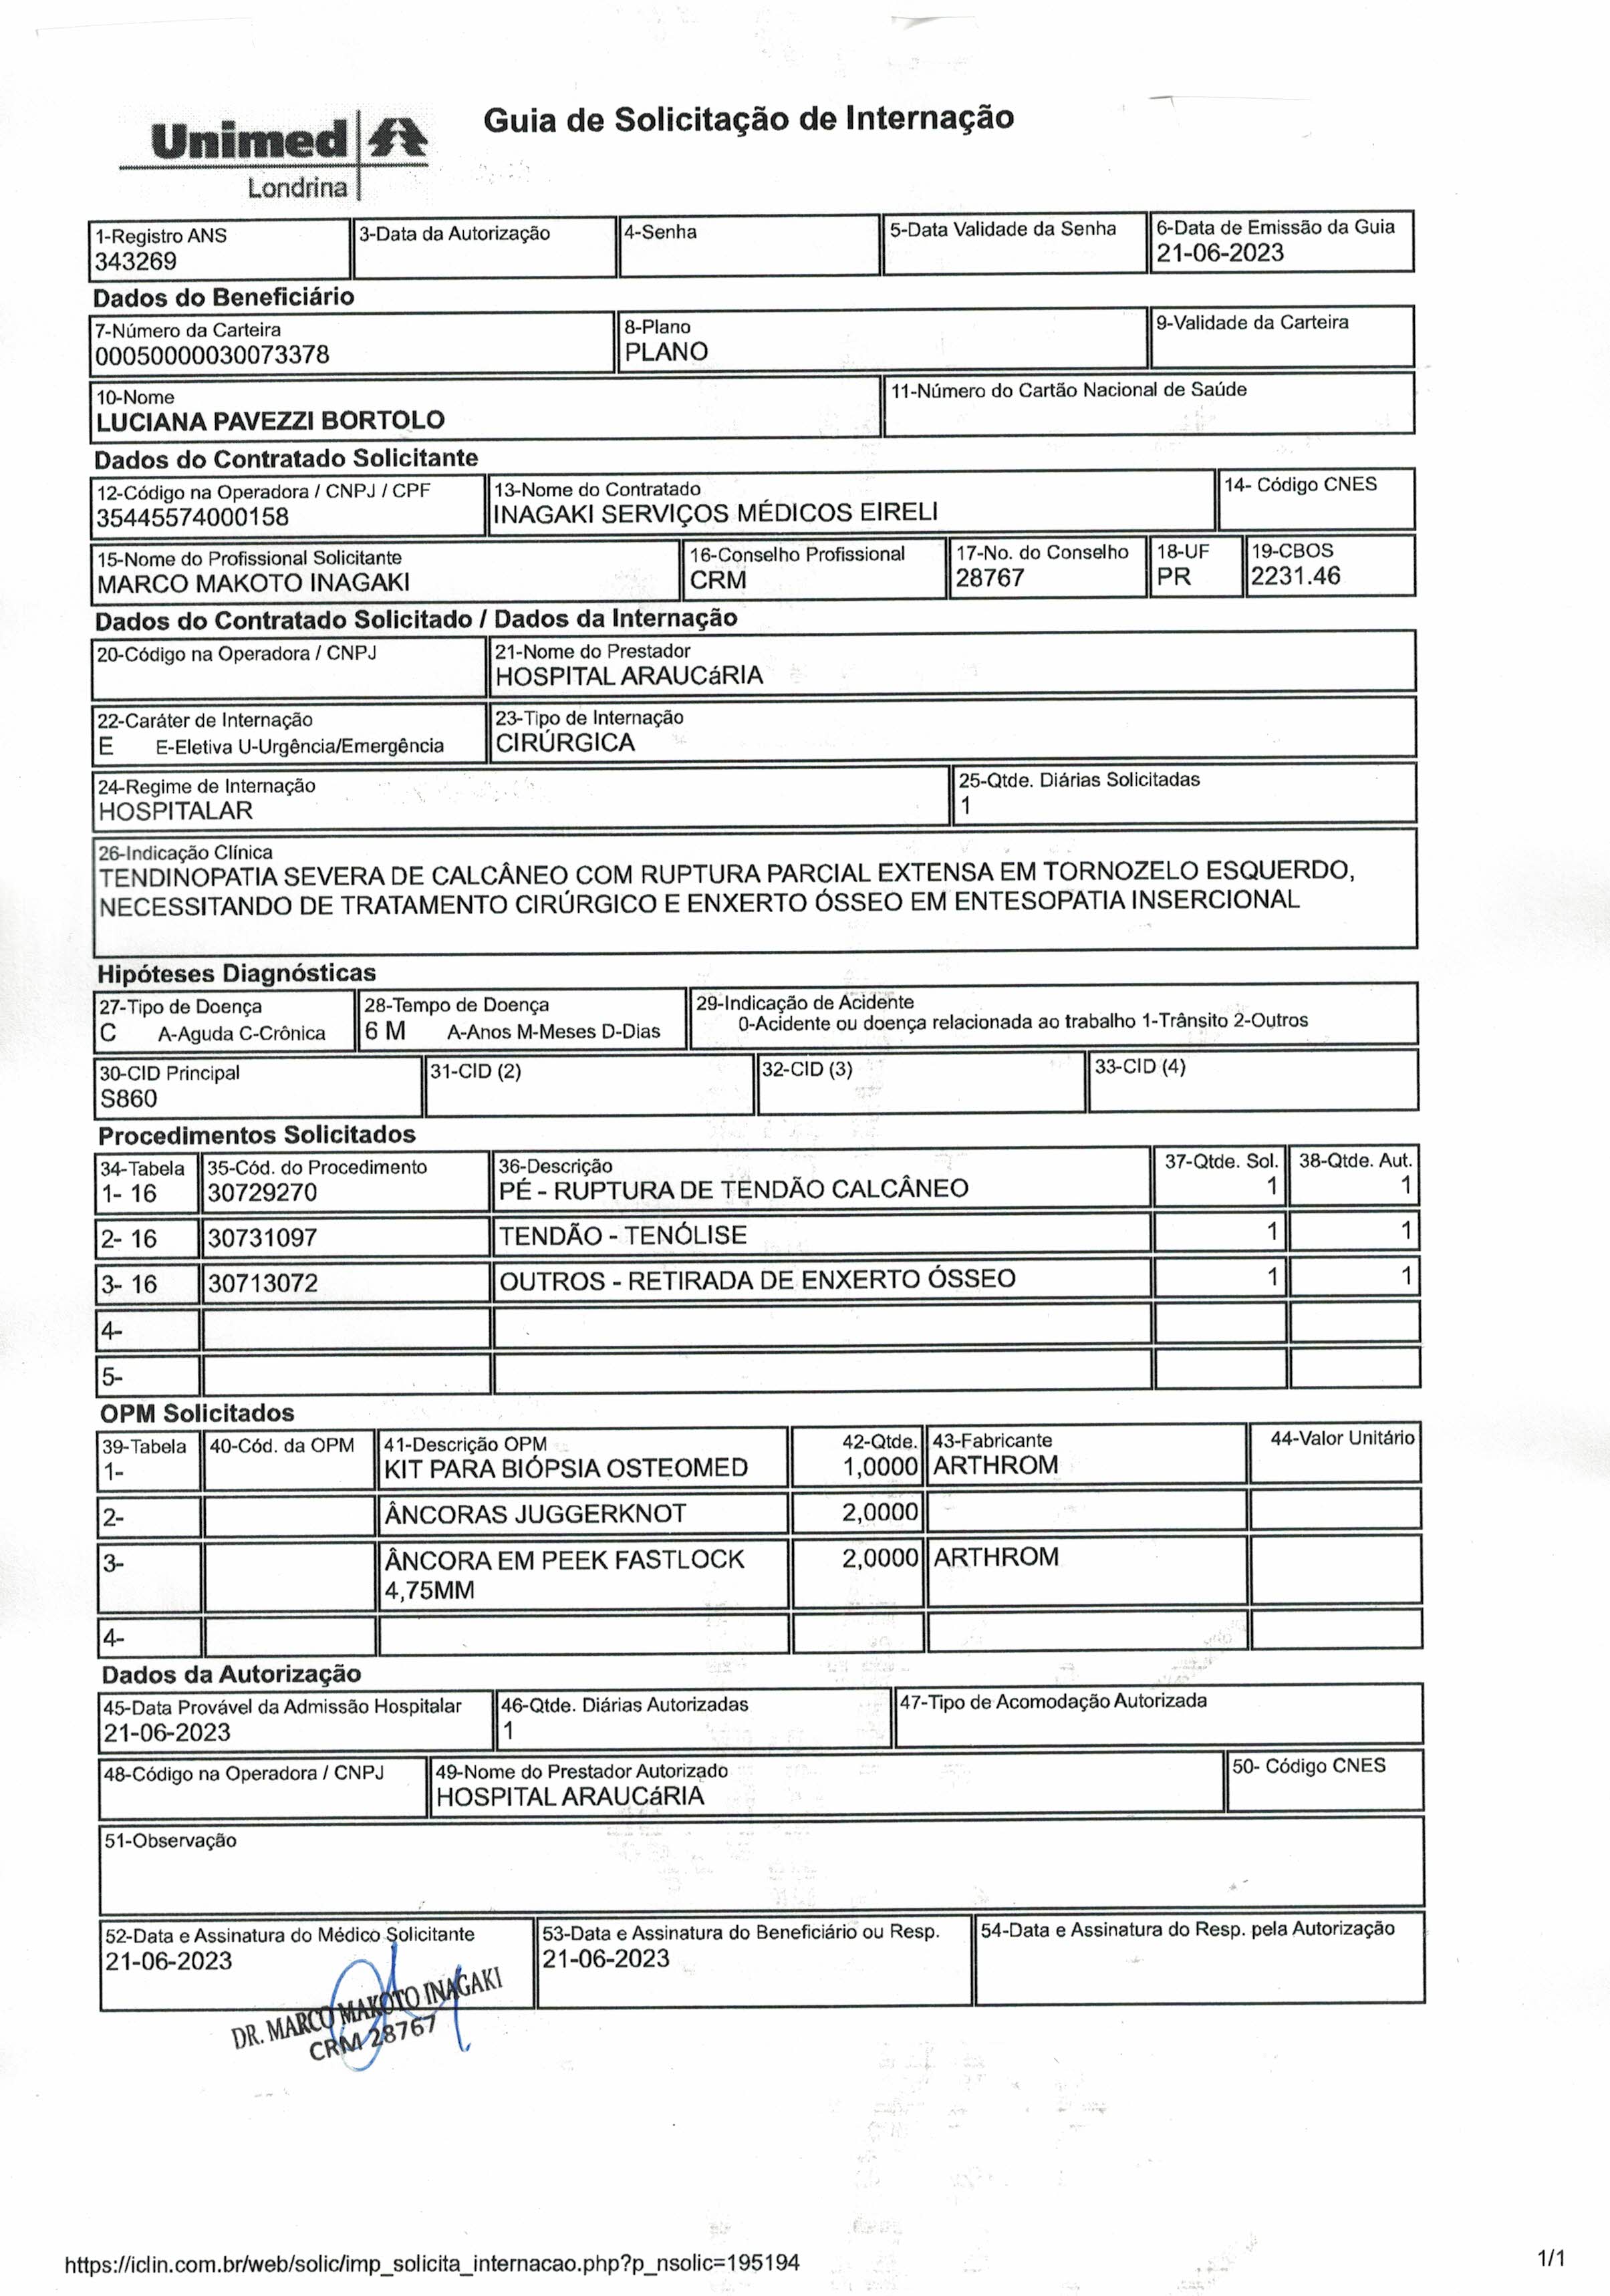 Unimed
Londrina
Guia de Solicitação de Internação
1-Registro ANS
343269
3-Data da Autorização
4-Senha
5-Data Validade da Senha
6-Data de Emissão da Guia
21-06-2023
Dados do Beneficiário
7-Número da Carteira
00050000030073378
8-Plano
PLANO
9-Validade da Carteira
10-Nome
LUCIANA PAVEZZI BORTOLO
11-Número do Cartão Nacional de Saúde
Dados do Contratado Solicitante
12-Código na Operadora / CNPJ / CPF
35445574000158
13-Nome do Contratado
INAGAKI SERVIÇOS MÉDICOS EIRELI
14- Código CNES
15-Nome do Profissional Solicitante
MARCO MAKOTO INAGAKI
16-Conselho Profissional
CRM
17-No. do Conselho
28767
18-UF
PR
19-CBOS
2231.46
Dados do Contratado Solicitado / Dados da Internação
20-Código na Operadora / CNPJ
21-Nome do Prestador
HOSPITAL ARAUCáRIA
22-Caráter de Internação
E E-Eletiva U-Urgência/Emergência
23-Tipo de Internação
CIRÚRGICA
24-Regime de Internação
HOSPITALAR
25-Qtde. Diárias Solicitadas
1
26-Indicação Clínica
TENDINOPATIA SEVERA DE CALCÂNEO COM RUPTURA PARCIAL EXTENSA EM TORNOZELO ESQUERDO,
NECESSITANDO DE TRATAMENTO CIRÚRGICO E ENXERTO ÓSSEO EM ENTESOPATIA INSERCIONAL
Hipóteses Diagnósticas
27-Tipo de Doença
C A-Aguda C-Crônica
28-Tempo de Doença
6 M A-Anos M-Meses D-Dias
29-Indicação de Acidente
0-Acidente ou doença relacionada ao trabalho 1-Trânsito 2-Outros
30-CID Principal
S860
31-CID (2)
32-CID (3)
33-CID (4)
Procedimentos Solicitados
34-Tabela 35-Cód. do Procedimento 36-Descrição 37-Qtde. Sol. 38-Qtde. Aut.
1- 16 30729270 PÉ - RUPTURA DE TENDÃO CALCÂNEO 1 1
2- 16 30731097 TENDÃO - TENÓLISE 1 1
3- 16 30713072 OUTROS - RETIRADA DE ENXERTO ÓSSEO 1 1
4-
5-
OPM Solicitados
39-Tabela 40-Cód. da OPM 41-Descrição OPM 42-Qtde. 43-Fabricante 44-Valor Unitário
1- KIT PARA BIÓPSIA OSTEOMED 1,0000 ARTHROM
2- ÂNCORAS JUGGERKNOT 2,0000
3- ÂNCORA EM PEEK FASTLOCK 2,0000 ARTHROM
4,75MM
4-
Dados da Autorização
45-Data Provável da Admissão Hospitalar
21-06-2023
46-Qtde. Diárias Autorizadas
1
47-Tipo de Acomodação Autorizada
48-Código na Operadora / CNPJ
49-Nome do Prestador Autorizado
HOSPITAL ARAUCáRIA
50- Código CNES
51-Observação
52-Data e Assinatura do Médico Solicitante
21-06-2023
53-Data e Assinatura do Beneficiário ou Resp.
21-06-2023
54-Data e Assinatura do Resp. pela Autorização
DR. MARCO MAKOTO INAGAKI
CRM 28767
https://iclin.com.br/web/solic/imp_solicita_internacao.php?p_nsolic=195194
1/1